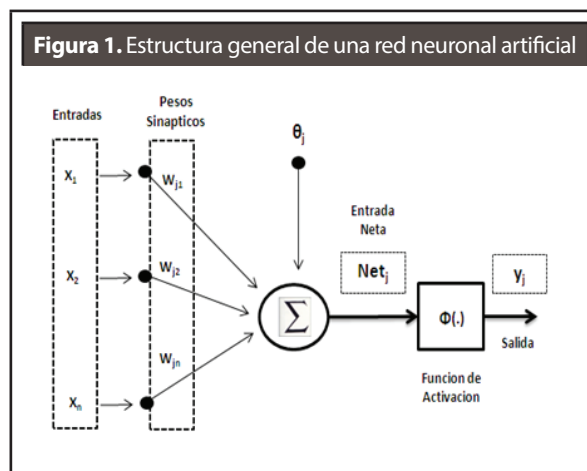 Figura 1. Estructura general de una red neuronal artificial
Entradas
Pesos
Sinapticos
θj
X1
Wj1
Entrada
Neta
X2
Wj2
Netj
yj
Σ
Φ(.)
Salida
Wjn
Funcion de
Activacion
Xn